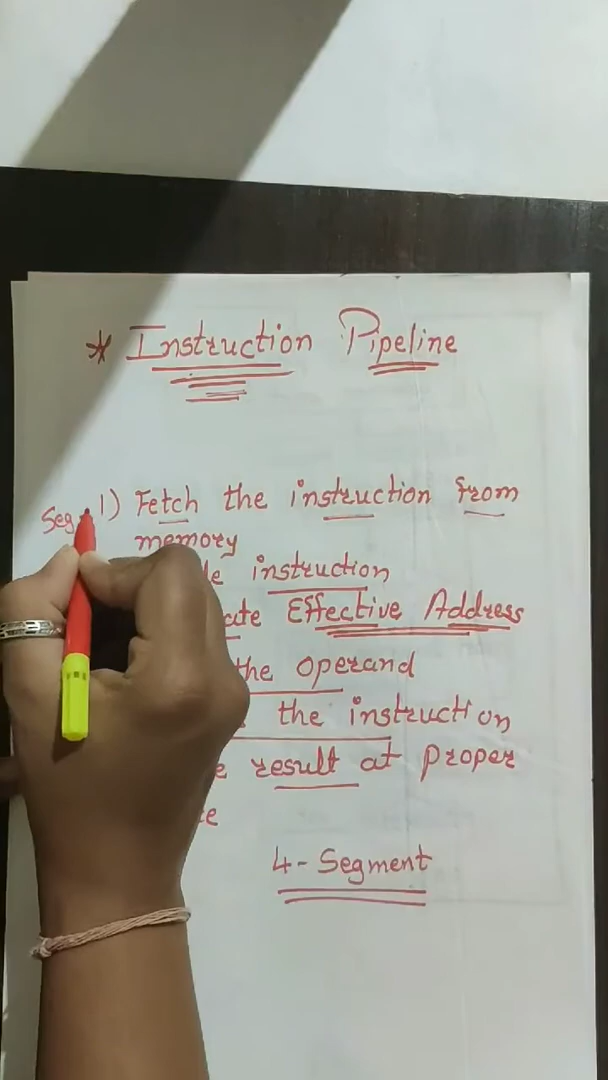 * Instruction Pipeline
Seg 1) Fetch the instruction from
memory
instruction
Effective Address
the operand
the instruction
result at proper
4-Segment